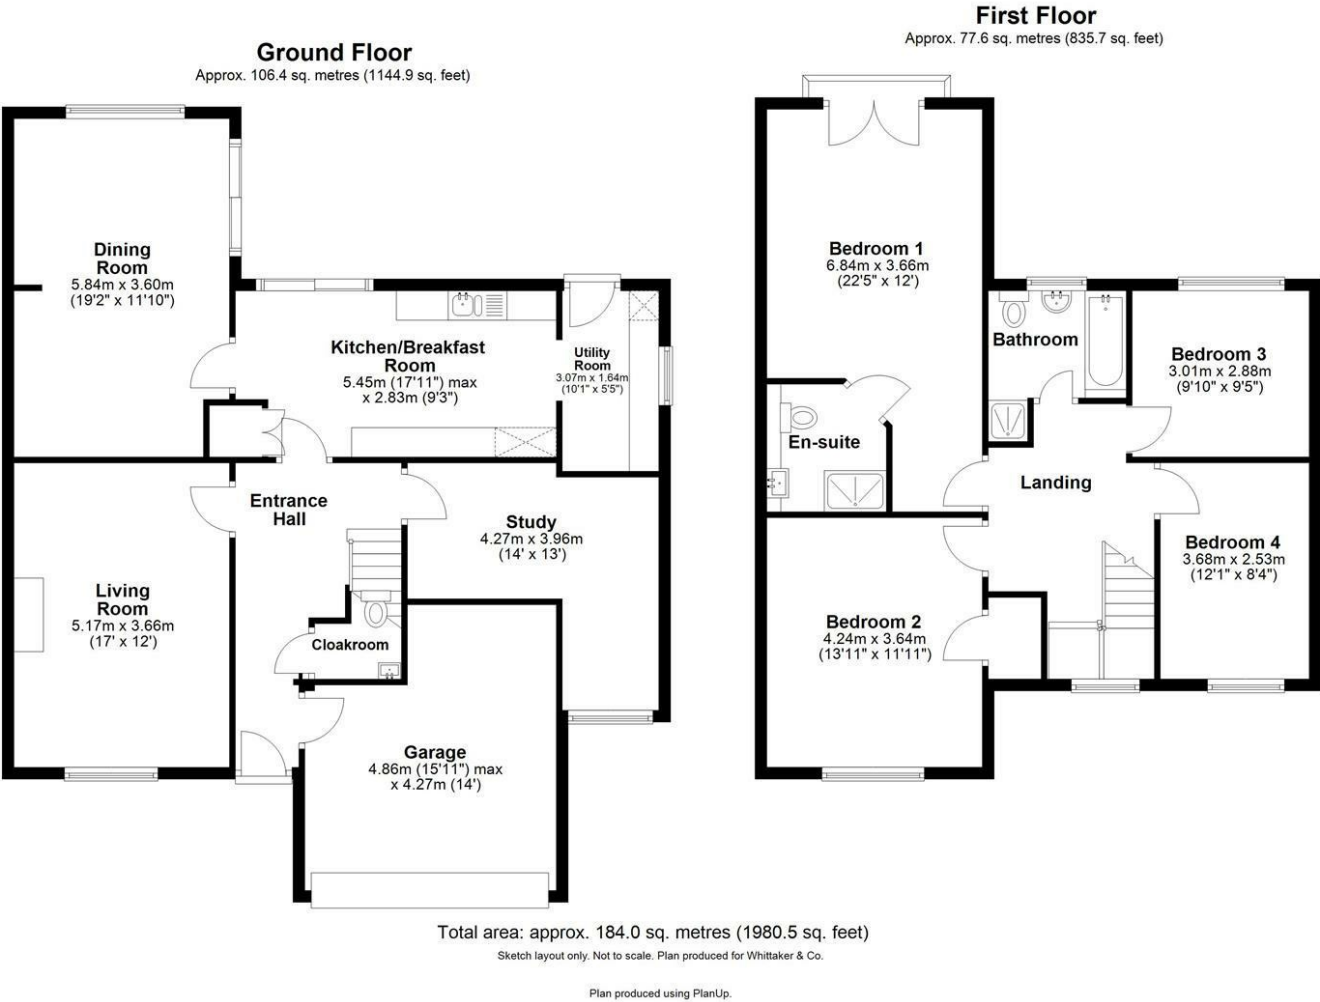 Ground Floor
Approx. 106.4 sq. metres (1144.9 sq. feet)
Dining
Room
5.84m x 3.60m
(19'2" x 11'10")
Kitchen/Breakfast
Room
5.45m (17'11") max
x 2.83m (9'3")
Utility
Room
3.07m x 1.64m
(10'1" x 5'5")
Entrance
Hall
Study
4.27m x 3.96m
(14' x 13')
Living
Room
5.17m x 3.66m
(17' x 12')
Cloakroom
Garage
4.86m (15'11") max
x 4.27m (14')
First Floor
Approx. 77.6 sq. metres (835.7 sq. feet)
Bedroom 1
6.84m x 3.66m
(22'5" x 12')
Bathroom
Bedroom 3
3.01m x 2.88m
(9'10" x 9'5")
En-suite
Landing
Bedroom 4
3.68m x 2.53m
(12'1" x 8'4")
Bedroom 2
4.24m x 3.64m
(13'11" x 11'11")
Total area: approx. 184.0 sq. metres (1980.5 sq. feet)
Sketch layout only. Not to scale. Plan produced for Whittaker & Co.
Plan produced using PlanUp.